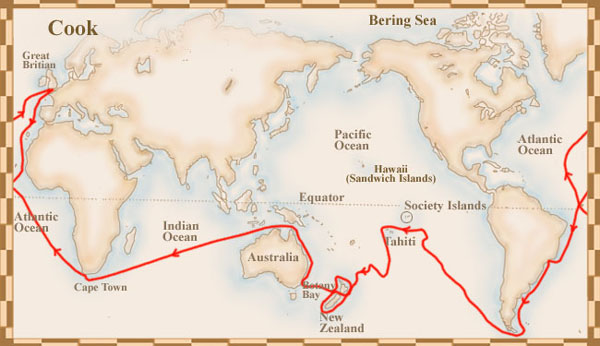 Cook
Bering Sea
Great
Britian
Pacific
Ocean
Atlantic
Ocean
Hawaii
(Sandwich Islands)
Equator
Society Islands
Atlantic
Ocean
Indian
Ocean
Tahiti
Australia
Cape Town
Botany
Bay
New
Zealand